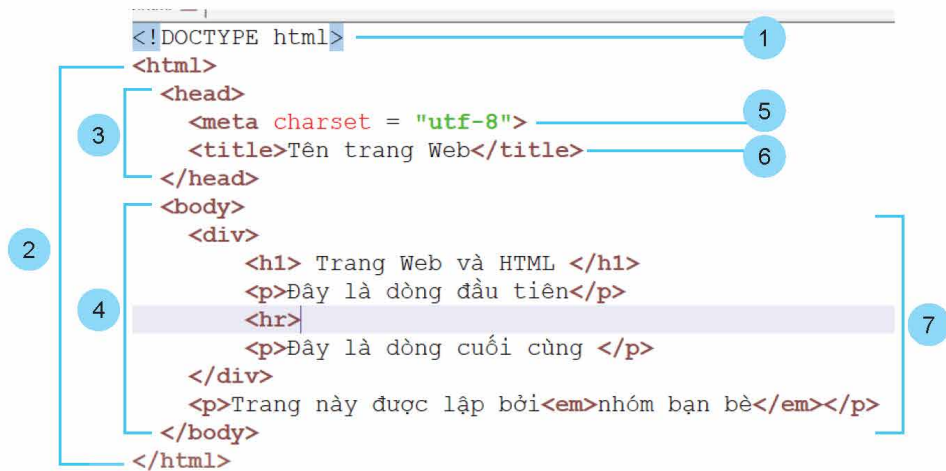 <!DOCTYPE html>
1
<html>
<head>
3
<meta charset = "utf-8">
5
<title>Tên trang Web</title>
6
</head>
<body>
<div>
2
<h1> Trang Web và HTML </h1>
<p>Đây là dòng đầu tiên</p>
4
<hr>
7
<p>Đây là dòng cuối cùng </p>
</div>
<p>Trang này được lập bởi<em>nhóm bạn bè</em></p>
</body>
</html>